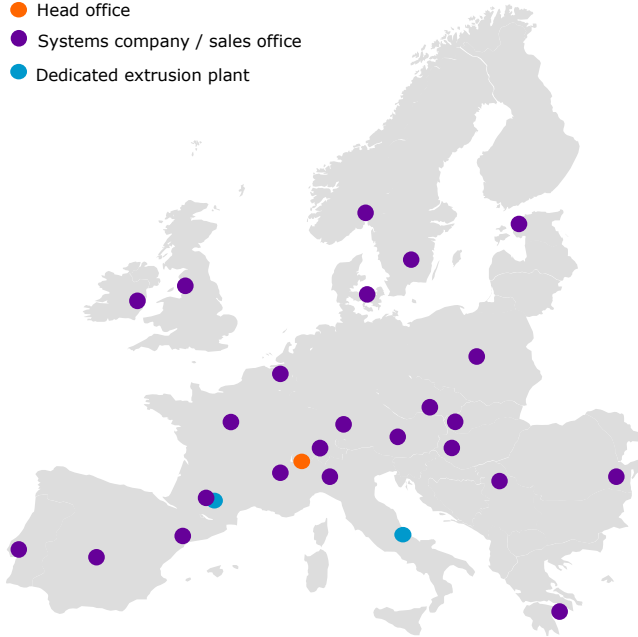 Head office
Systems company / sales office
Dedicated extrusion plant